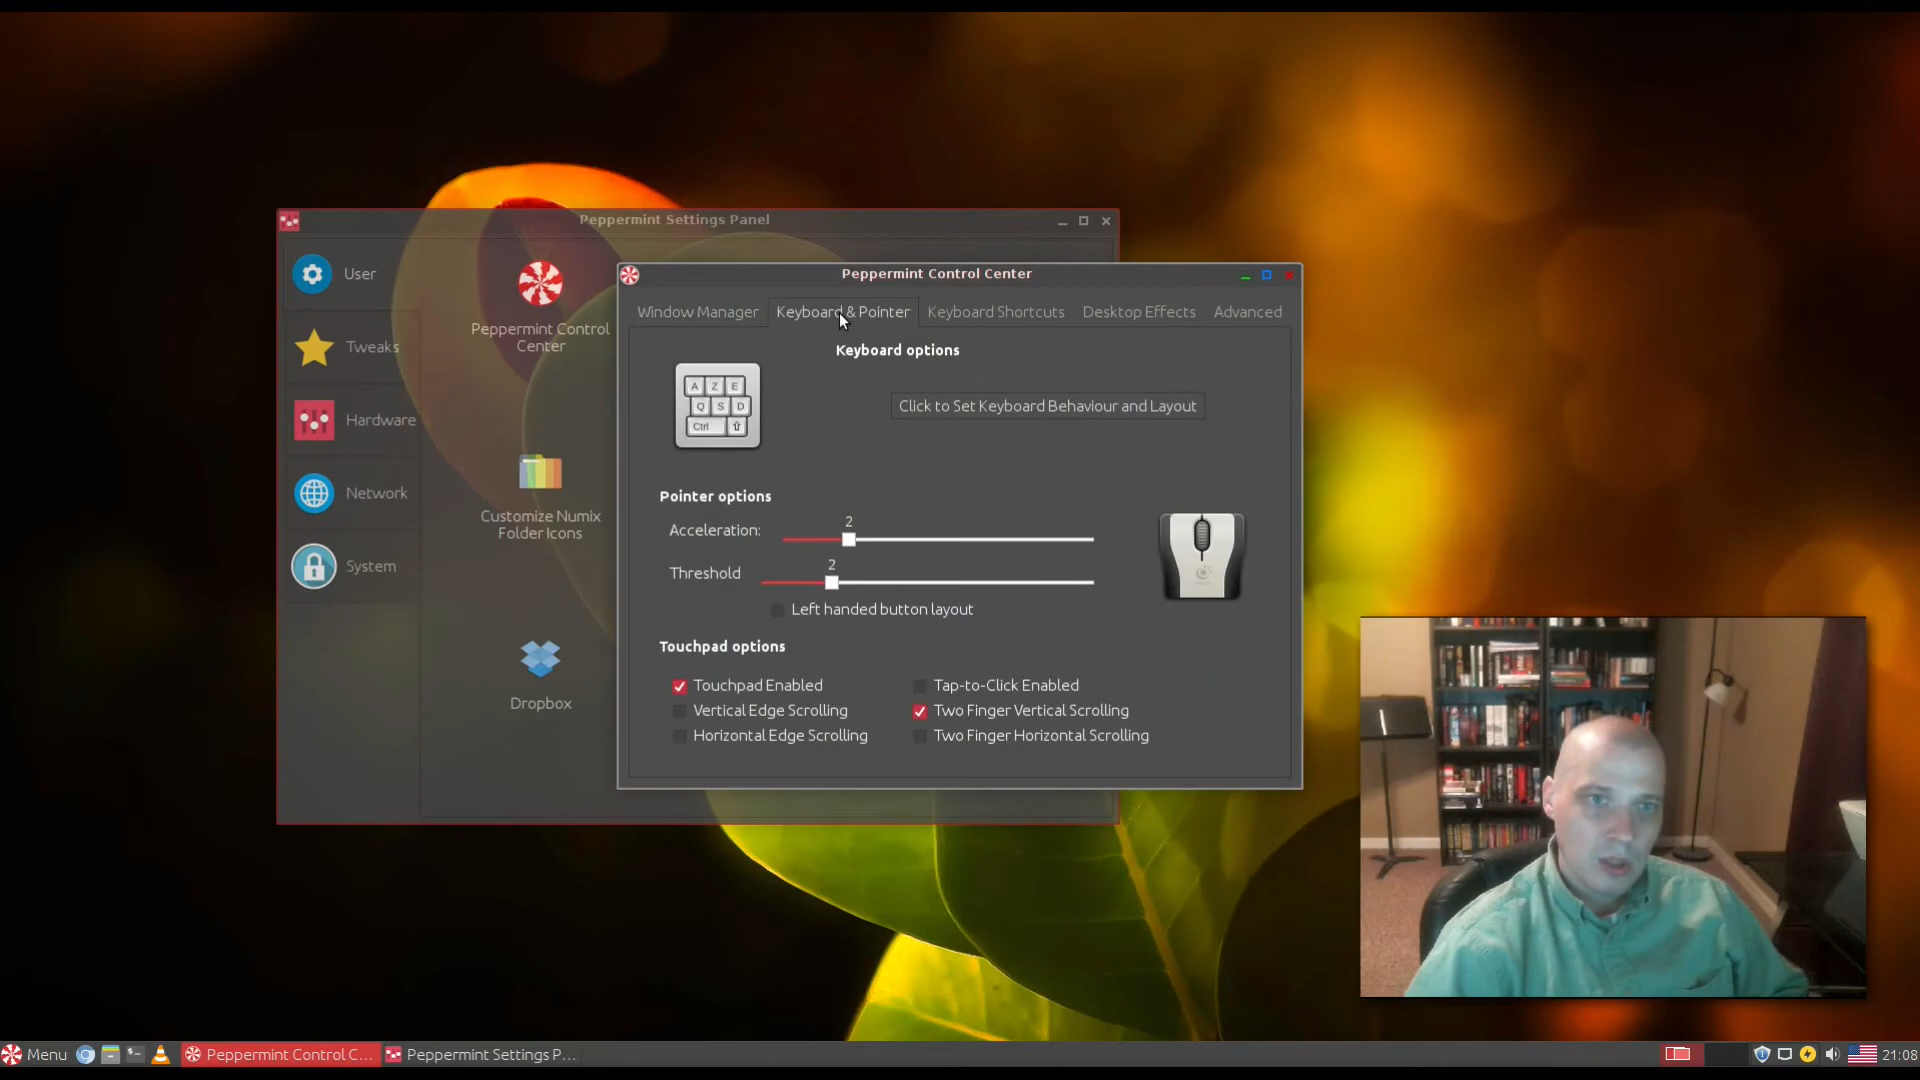 Peppermint Settings Panel
User
Tweaks
Hardware
Network
System
Peppermint Control
Center
Customize Numix
Folder Icons
Dropbox
Peppermint Control Center
Window Manager
Keyboard & Pointer
Keyboard Shortcuts
Desktop Effects
Advanced
Keyboard options
A Z E
Q S D
Ctrl
Click to Set Keyboard Behaviour and Layout
Pointer options
Acceleration:
2
Threshold
2
Left handed button layout
Touchpad options
Touchpad Enabled
Tap-to-Click Enabled
Vertical Edge Scrolling
Two Finger Vertical Scrolling
Horizontal Edge Scrolling
Two Finger Horizontal Scrolling
Menu
Peppermint Control C...
Peppermint Settings P...
21:08